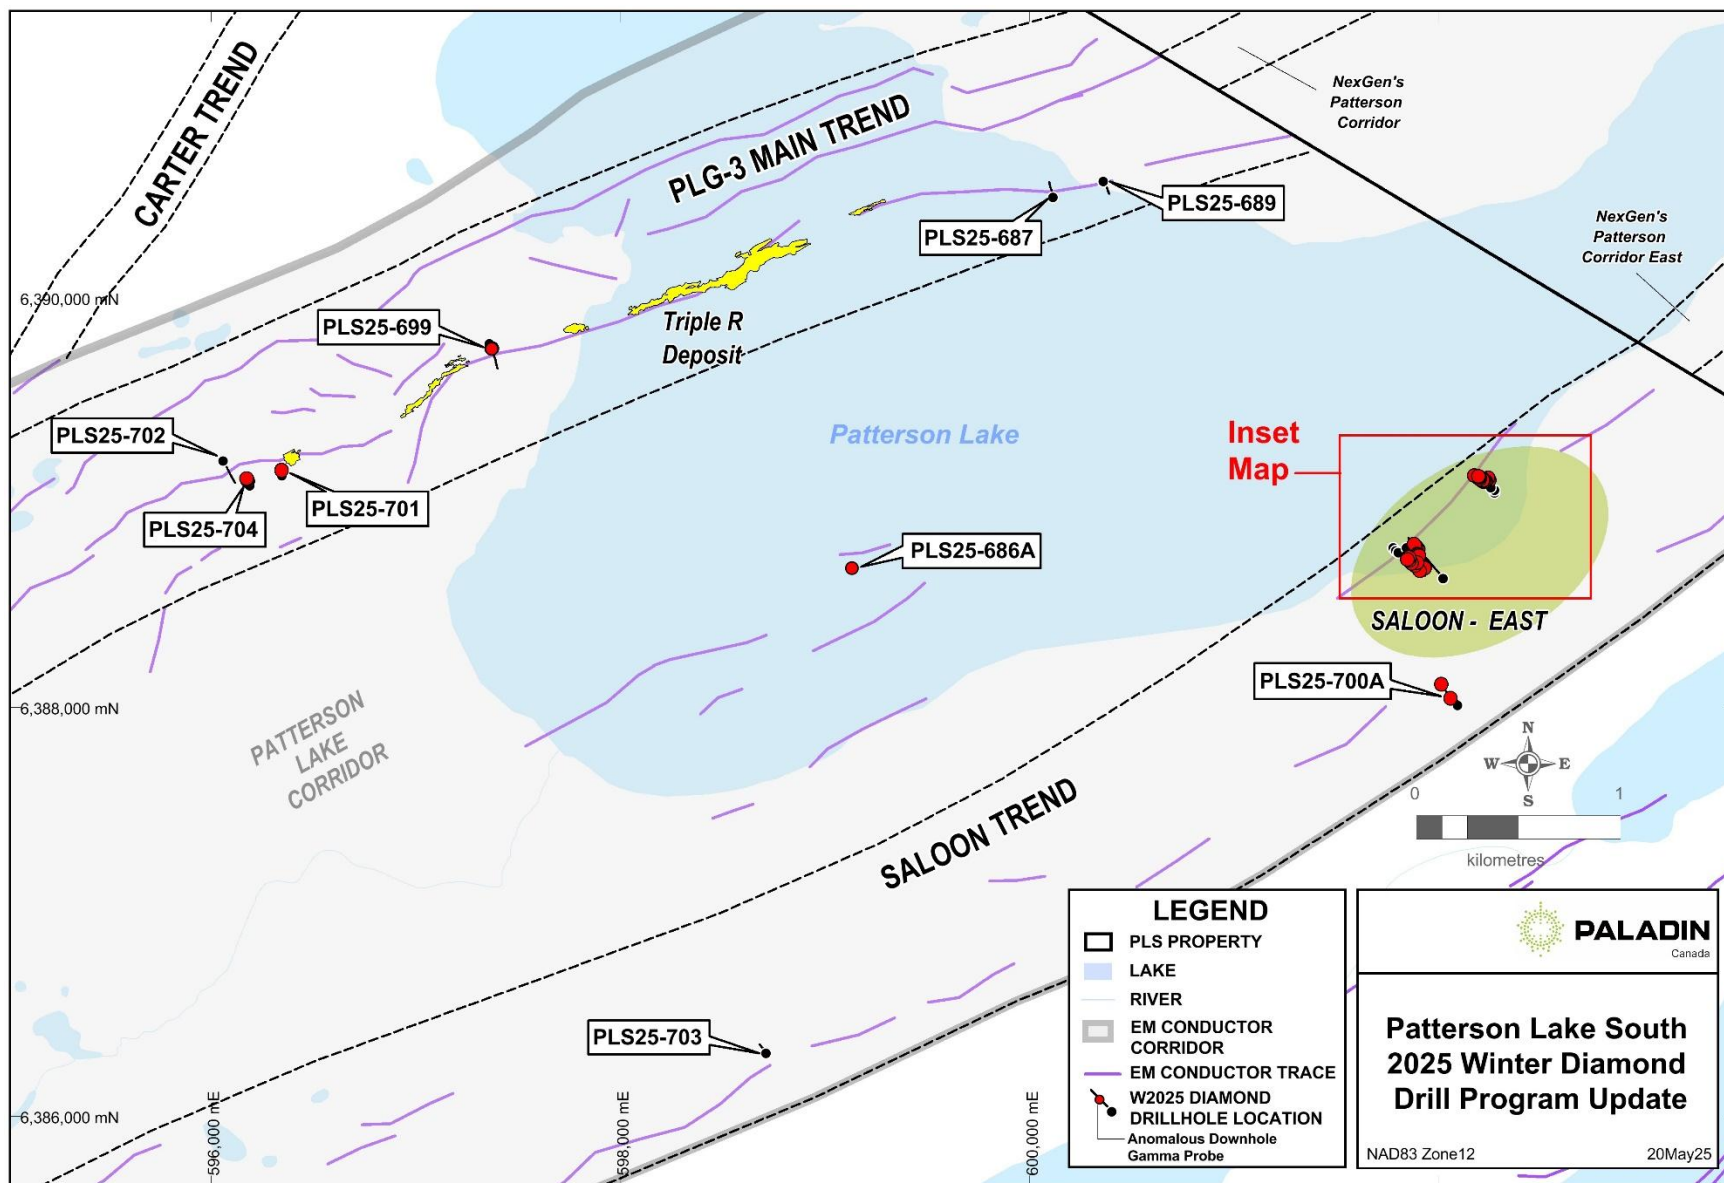 CARTER TREND
PLG-3 MAIN TREND
NexGen's
Patterson
Corridor
PLS25-689
PLS25-687
NexGen's
Patterson
Corridor East
6,390,000 mN
PLS25-699
Triple R
Deposit
Patterson Lake
Inset
Map
PLS25-702
PLS25-704
PLS25-701
PLS25-686A
SALOON - EAST
PLS25-700A
6,388,000 mN
PATTERSON
LAKE
CORRIDOR
N
W
E
S
0
1
kilometres
SALOON TREND
PLS25-703
6,386,000 mN
596,000 mE
598,000 mE
600,000 mE
LEGEND
PLS PROPERTY
LAKE
RIVER
EM CONDUCTOR
CORRIDOR
EM CONDUCTOR TRACE
W2025 DIAMOND
DRILLHOLE LOCATION
Anomalous Downhole
Gamma Probe
PALADIN
Canada
Patterson Lake South
2025 Winter Diamond
Drill Program Update
NAD83 Zone12
20May25